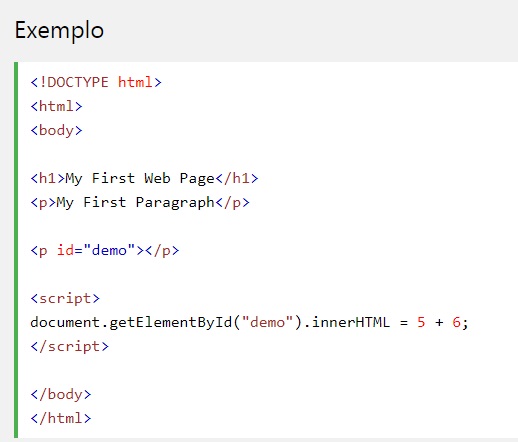 Exemplo
<!DOCTYPE html>
<html>
<body>
<h1>My First Web Page</h1>
<p>My First Paragraph</p>
<p id="demo"></p>
<script>
document.getElementById("demo").innerHTML = 5 + 6;
</script>
</body>
</html>